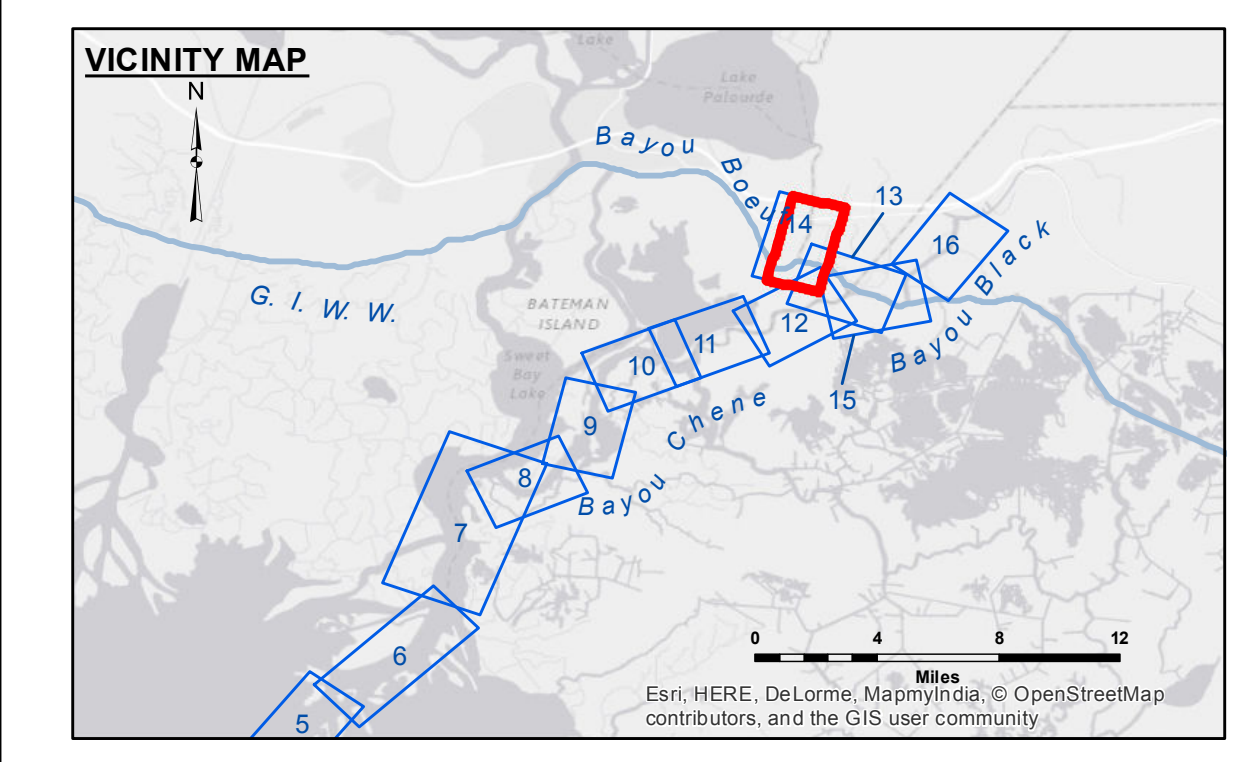 VICINITY MAP
N
Lake
Lake
Palourde
Bayou
Boeuf
13
14
16
Bayou Black
G. I. W. W.
BATEMAN
ISLAND
12
11
10
Sweet
Bay
Lake
15
Bayou Chene
9
8
7
6
5
0 4 8 12
Miles
Esri, HERE, DeLorme, MapmyIndia, © OpenStreetMap
contributors, and the GIS user community